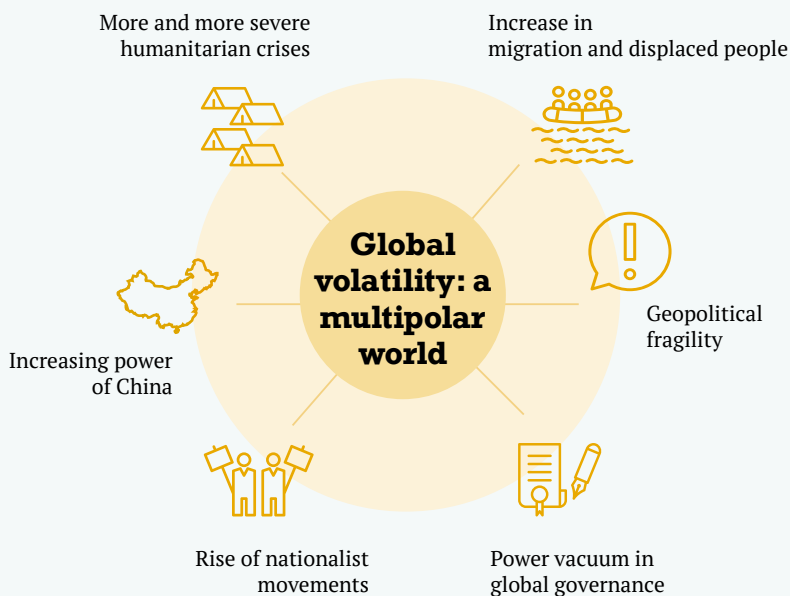 More and more severe
humanitarian crises
Increase in
migration and displaced people
Global
volatility: a
multipolar
world
Geopolitical
fragility
Increasing power
of China
Rise of nationalist
movements
Power vacuum in
global governance